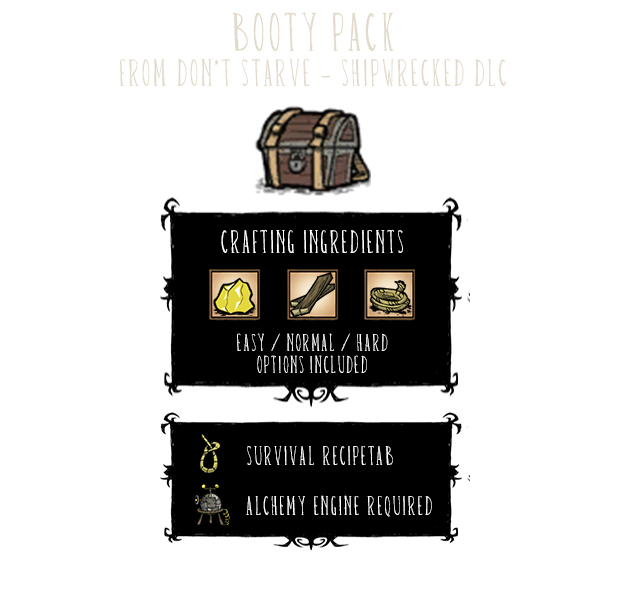 BOOTY PACK
FROM DON'T STARVE - SHIPWRECKED DLC
CRAFTING INGREDIENTS
EASY / NORMAL / HARD
OPTIONS INCLUDED
SURVIVAL RECIPETAB
ALCHEMY ENGINE REQUIRED